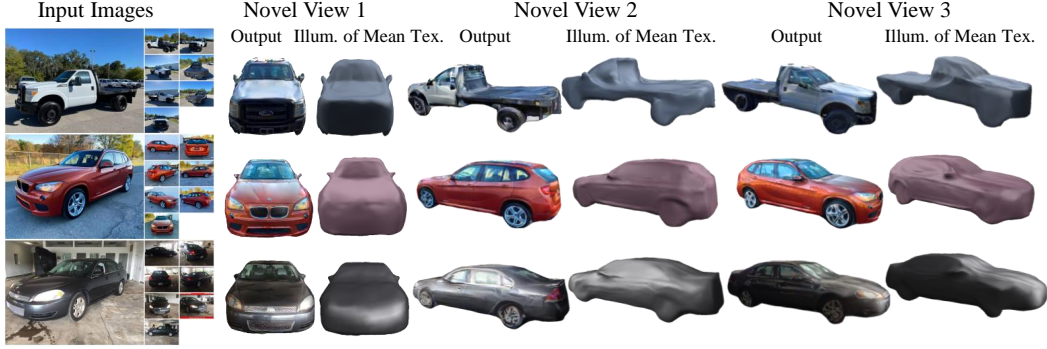 Input Images Novel View 1 Novel View 2 Novel View 3
Output Illum. of Mean Tex. Output Illum. of Mean Tex. Output Illum. of Mean Tex.